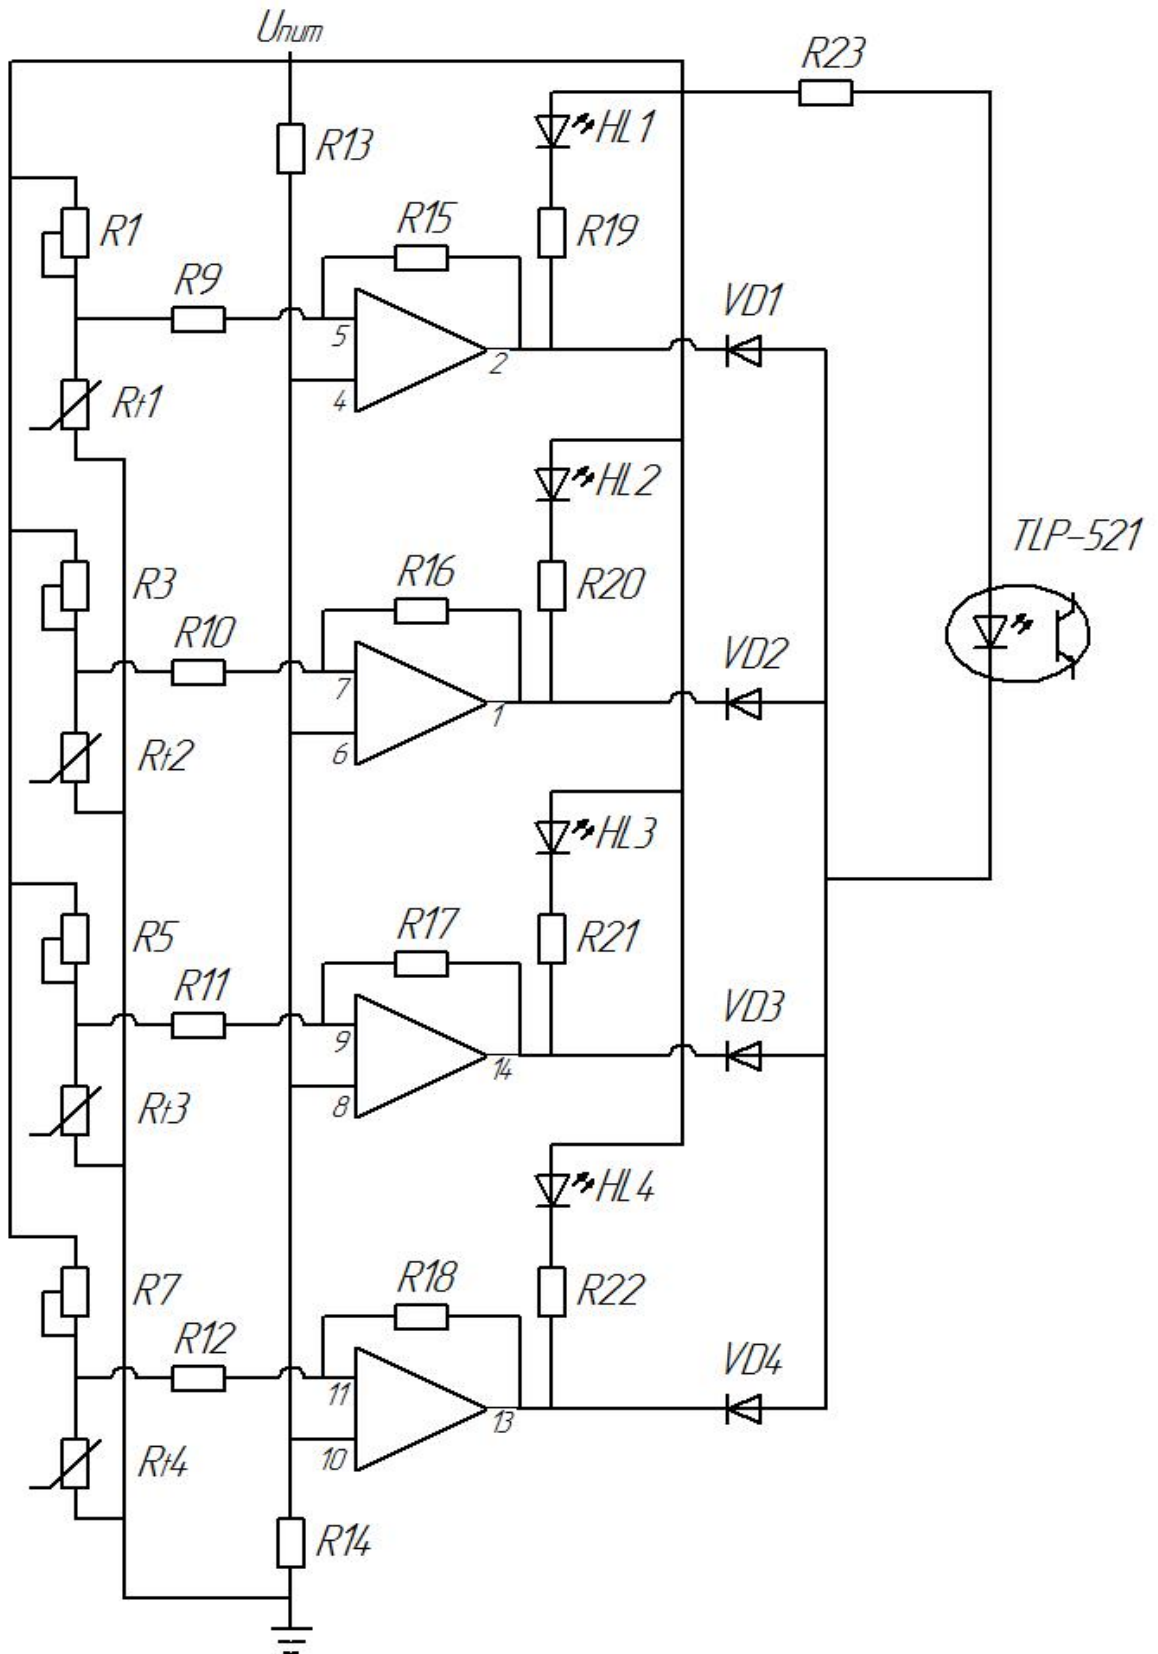 Uпит
R23
HL1
R13
R1
R15
R19
R9
VD1
5
2
Rt1
4
HL2
TLP-521
R3
R16
R20
R10
VD2
7
1
Rt2
6
HL3
R5
R17
R21
R11
VD3
9
14
Rt3
8
HL4
R7
R18
R22
R12
VD4
11
13
Rt4
10
R14